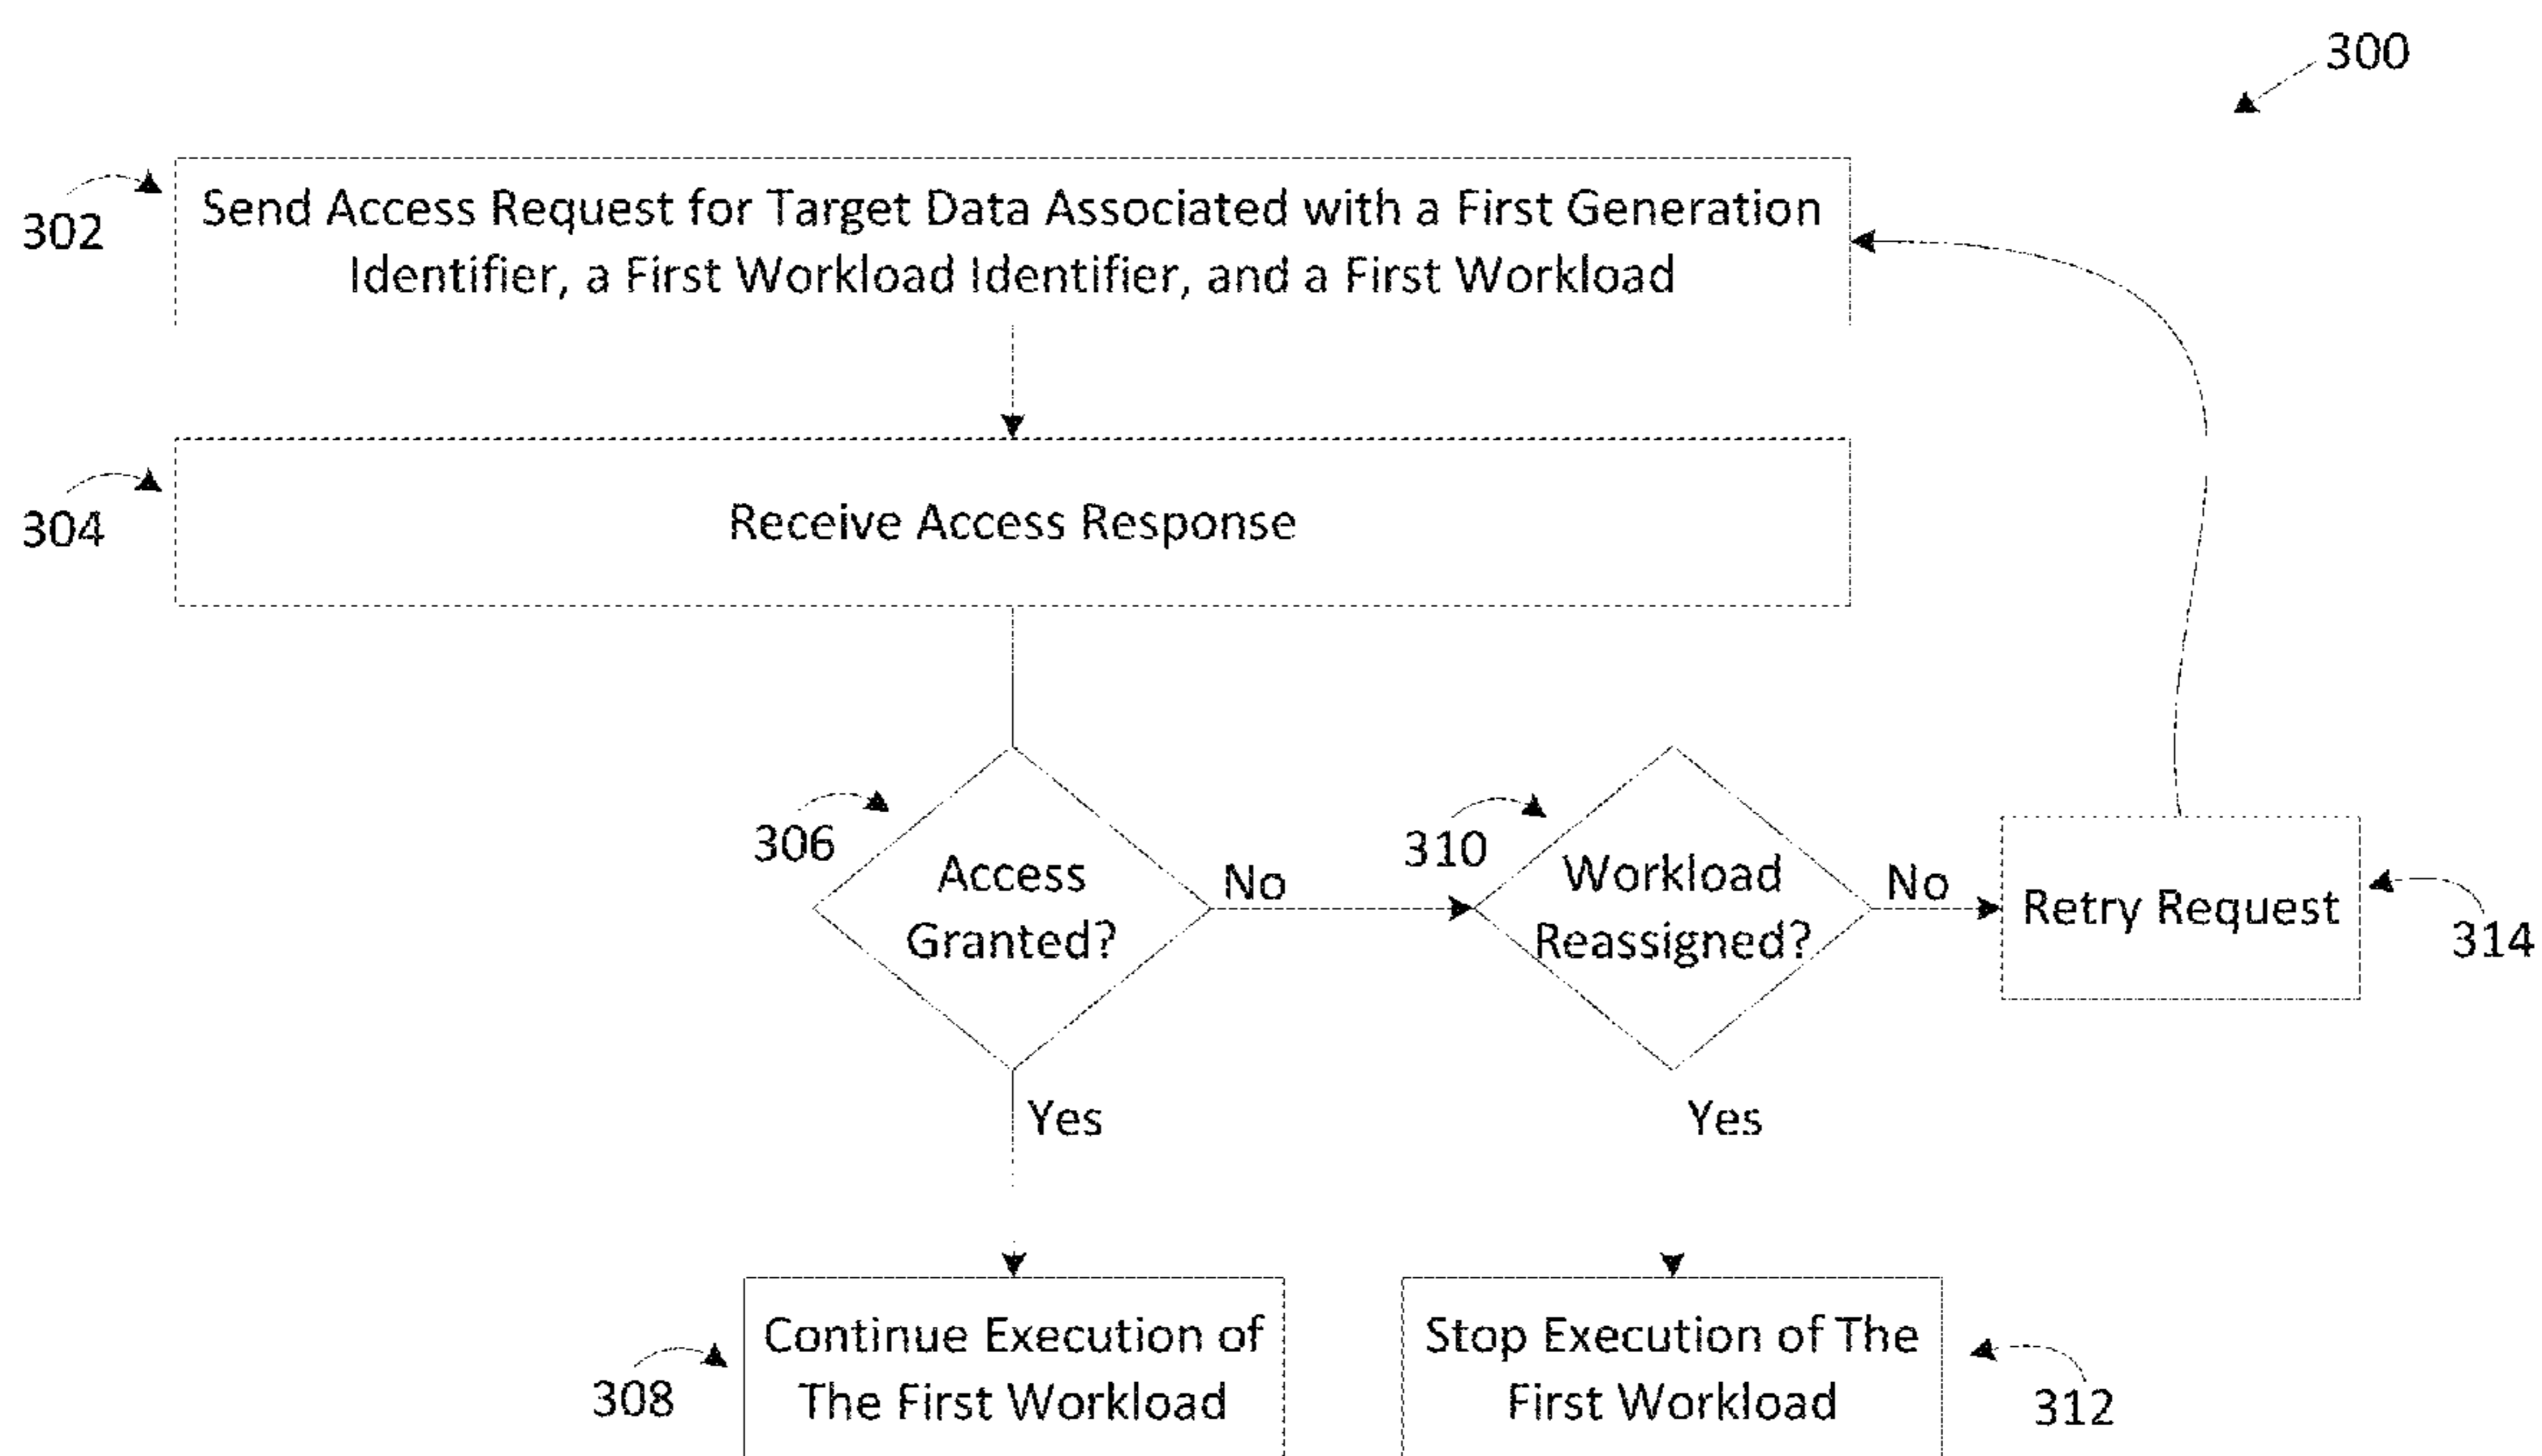 300
302
Send Access Request for Target Data Associated with a First Generation
Identifier, a First Workload Identifier, and a First Workload
304
Receive Access Response
306
Access
Granted?
No
310
Workload
Reassigned?
No
Retry Request
314
Yes
Yes
308
Continue Execution of
The First Workload
Stop Execution of The
First Workload
312